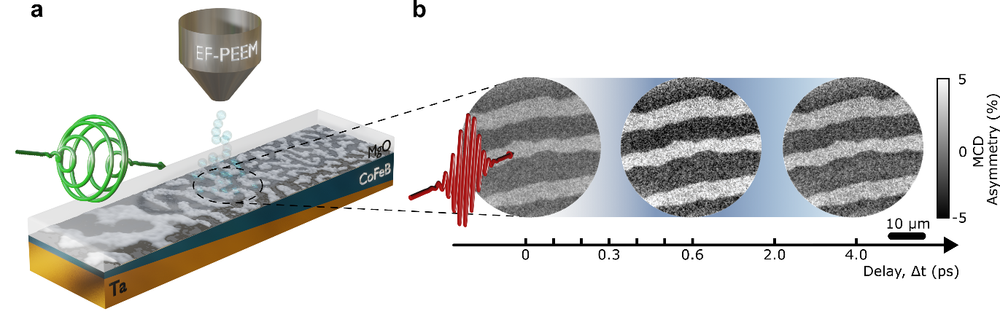 a
b
EF-PEEM
MgO
CoFeB
Ta
5
0
-5
MCD
Asymmetry (%)
10 µm
0
0.3
0.6
2.0
4.0
Delay, Δt (ps)